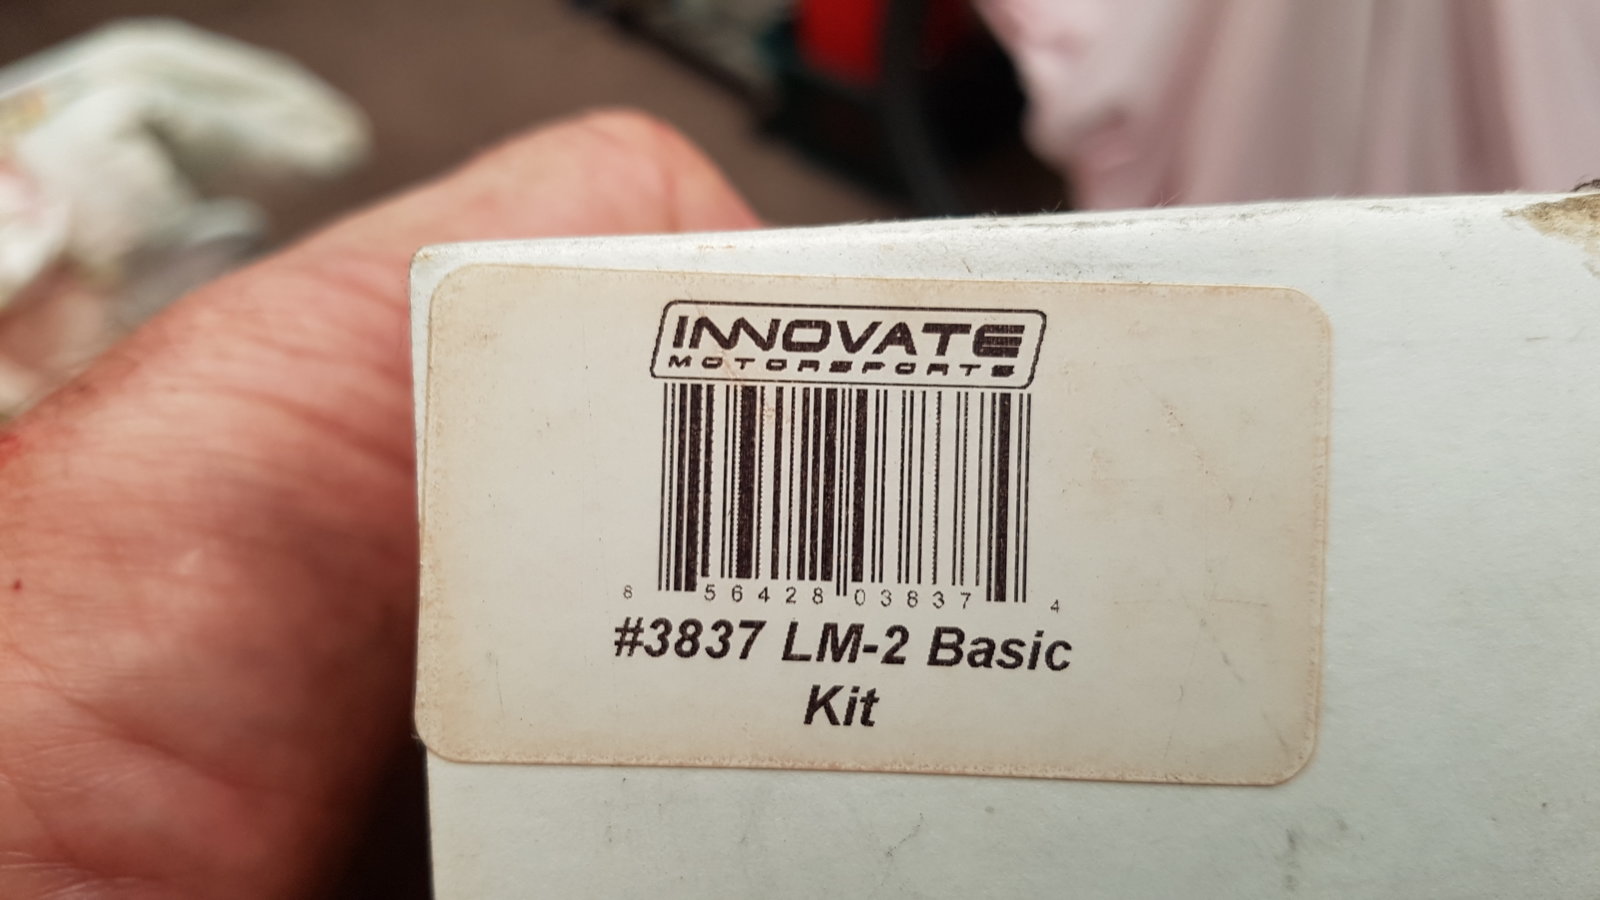 INNOVATE
MOTORSPORTS
8 56428 03837 4
#3837 LM-2 Basic
Kit